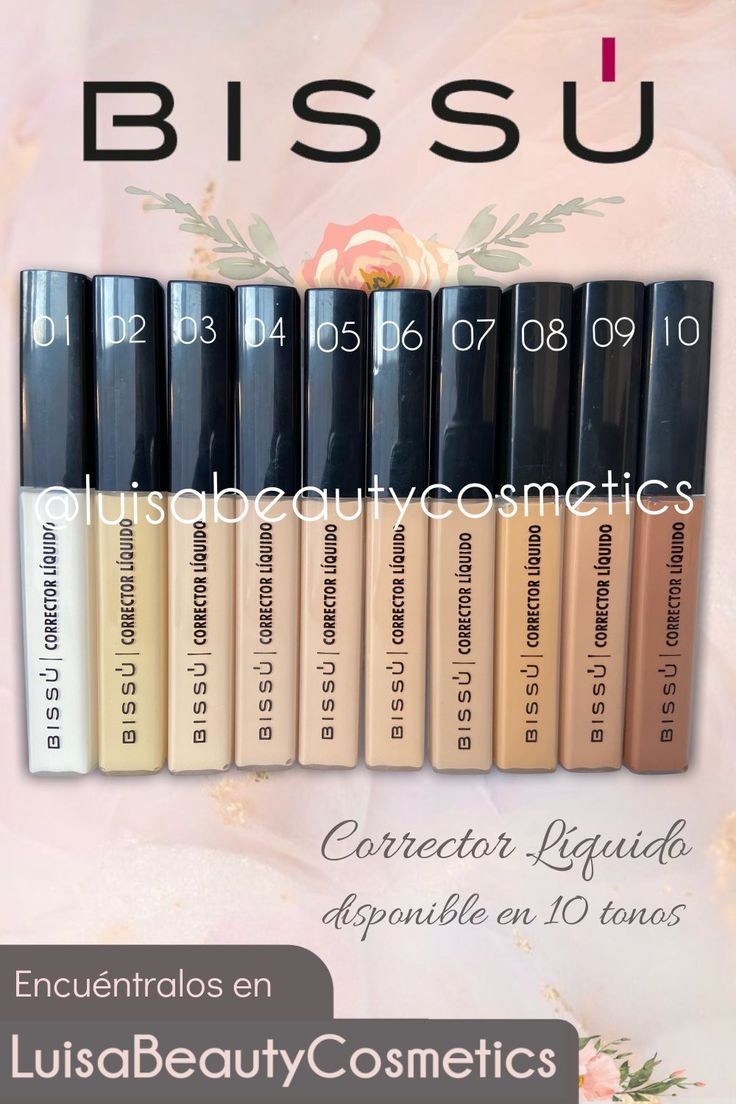 BISSÚ
01 02 03 04 05 06 07 08 09 10
@luisabeautycosmetics
BISSÚ | CORRECTOR LÍQUIDO
BISSÚ | CORRECTOR LÍQUIDO
BISSÚ | CORRECTOR LÍQUIDO
BISSÚ | CORRECTOR LÍQUIDO
BISSÚ | CORRECTOR LÍQUIDO
BISSÚ | CORRECTOR LÍQUIDO
BISSÚ | CORRECTOR LÍQUIDO
BISSÚ | CORRECTOR LÍQUIDO
BISSÚ | CORRECTOR LÍQUIDO
BISSÚ | CORRECTOR LÍQUIDO
Corrector Líquido
disponible en 10 tonos
Encuéntralos en
LuisaBeautyCosmetics